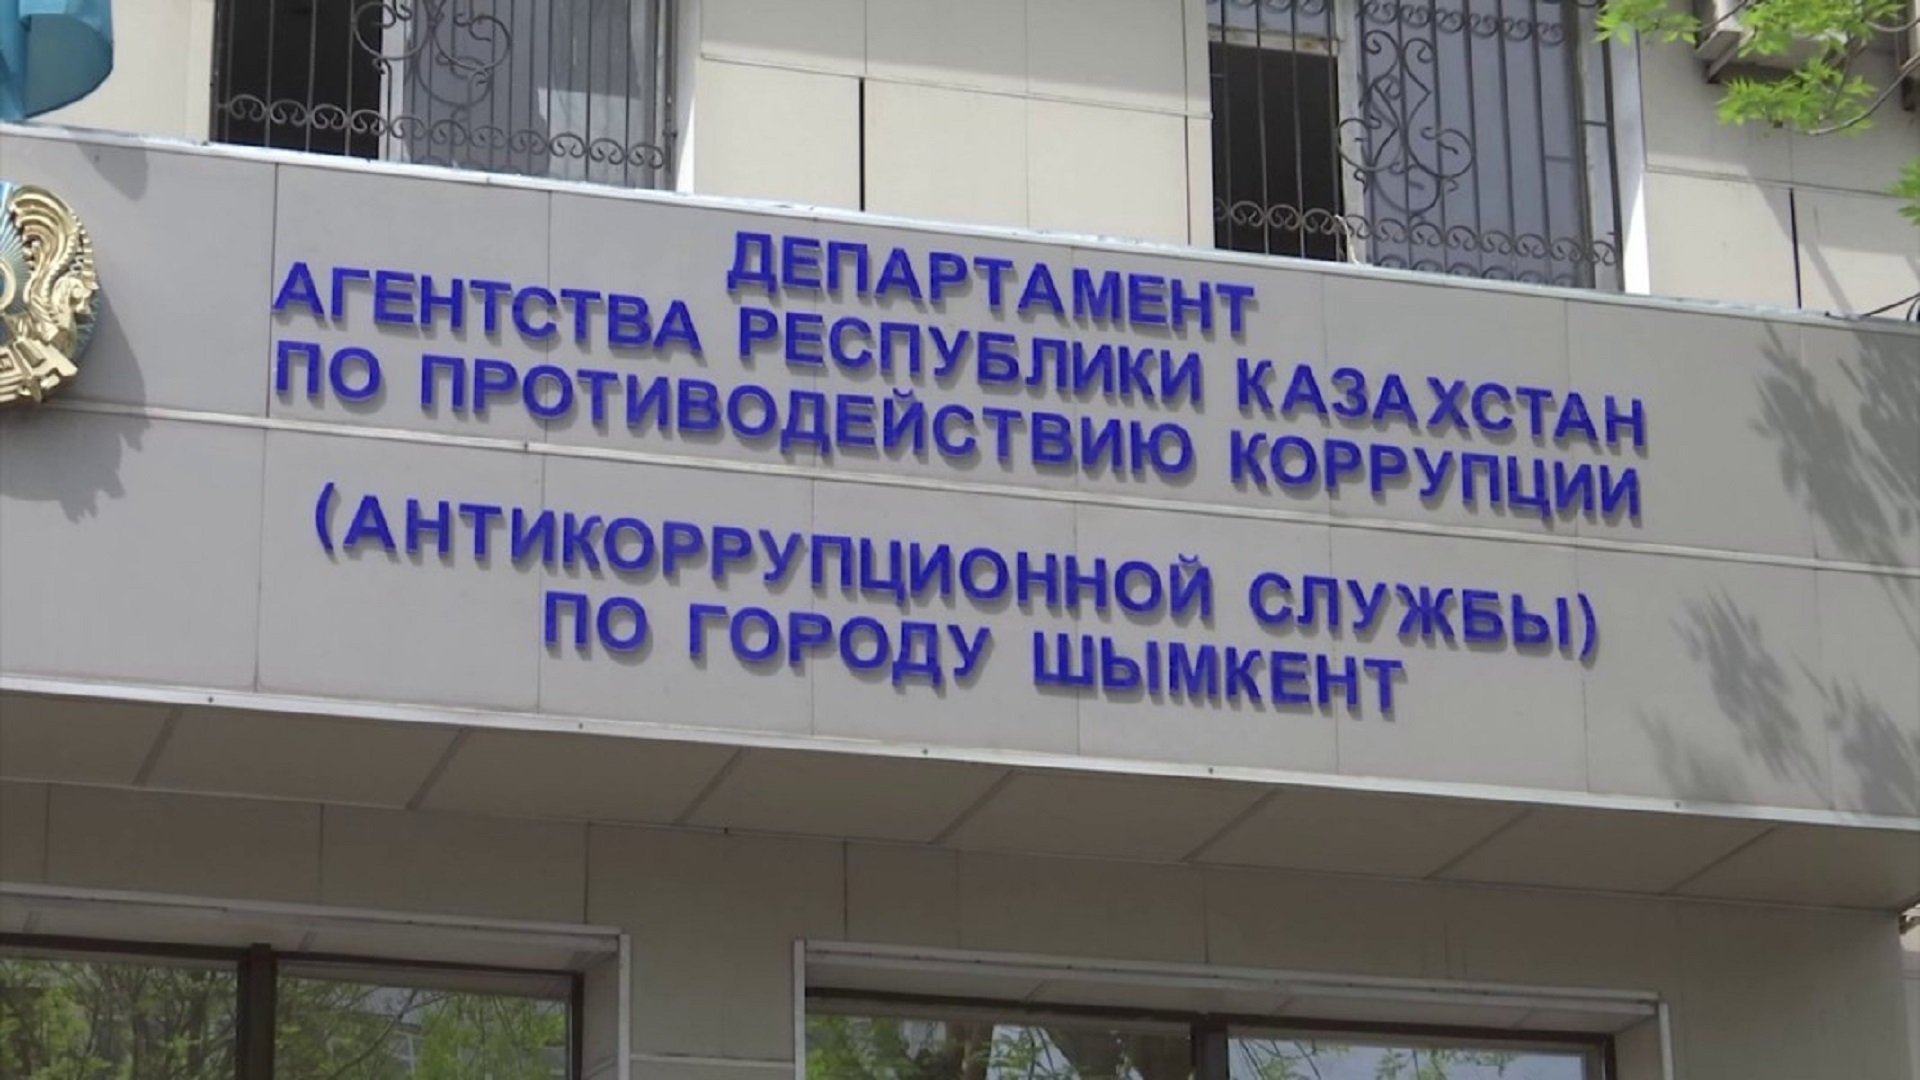 ДЕПАРТАМЕНТ
АГЕНТСТВА РЕСПУБЛИКИ КАЗАХСТАН
ПО ПРОТИВОДЕЙСТВИЮ КОРРУПЦИИ
(АНТИКОРРУПЦИОННОЙ СЛУЖБЫ)
ПО ГОРОДУ ШЫМКЕНТ